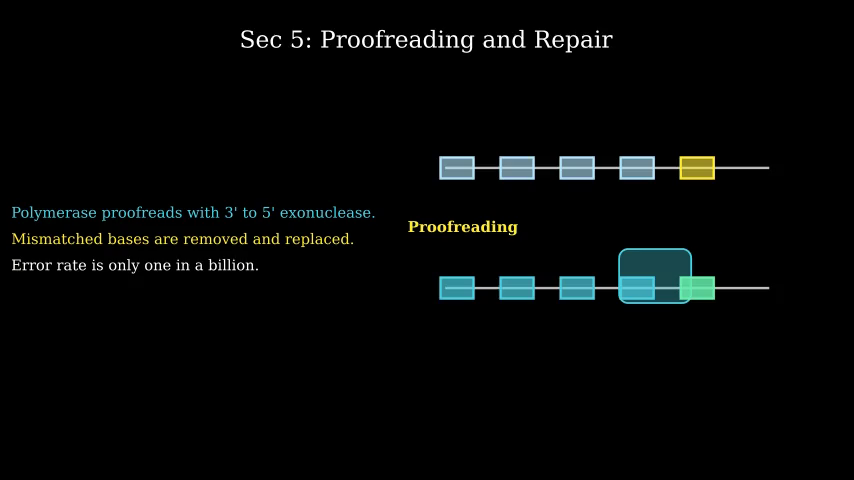 Sec 5: Proofreading and Repair
Polymerase proofreads with 3' to 5' exonuclease.
Mismatched bases are removed and replaced.
Error rate is only one in a billion.
Proofreading